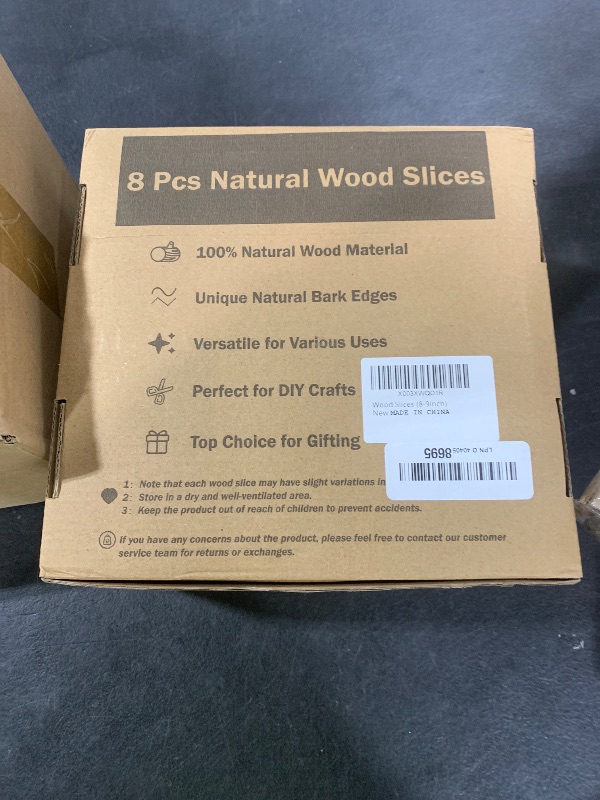 8 Pcs Natural Wood Slices
100% Natural Wood Material
Unique Natural Bark Edges
Versatile for Various Uses
Perfect for DIY Crafts
Wood Slices (8-9inch)
New MADE IN CHINA
Top Choice for Gifting
LPN D 40406 8695
1: Note that each wood slice may have slight variations in
2: Store in a dry and well-ventilated area.
3: Keep the product out of reach of children to prevent accidents.
If you have any concerns about the product, please feel free to contact our customer
service team for returns or exchanges.